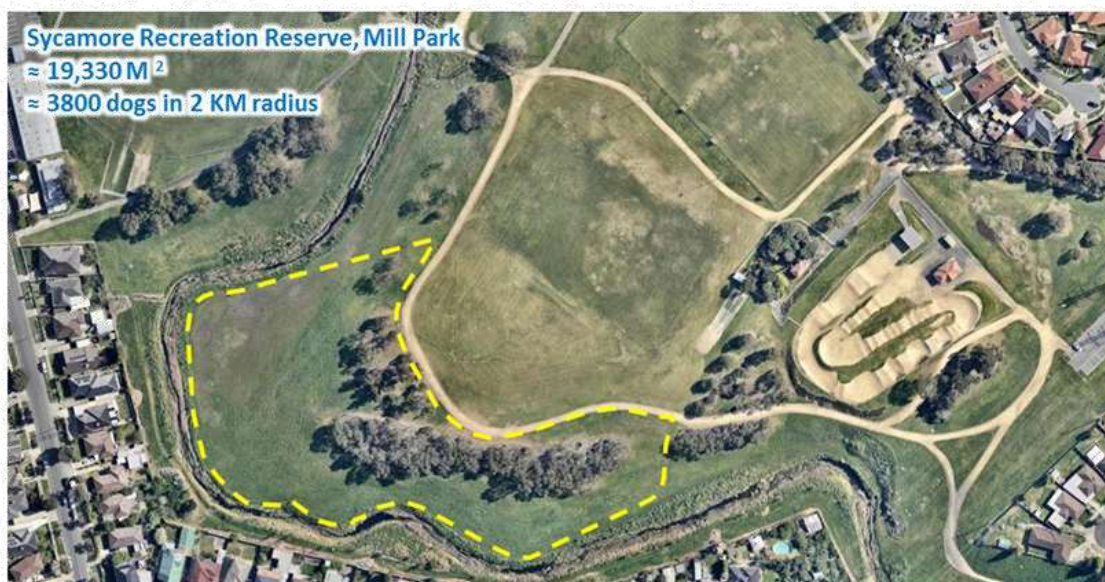 Sycamore Recreation Reserve, Mill Park
≈ 19,330 M ²
≈ 3800 dogs in 2 KM radius